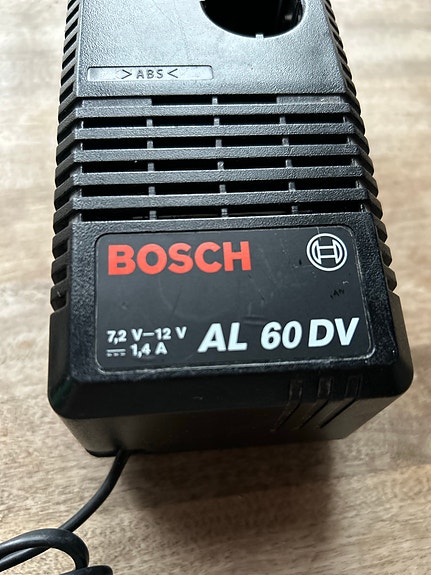 >ABS<
BOSCH
7,2 V–12 V
⎓ 1,4 A
AL 60 DV